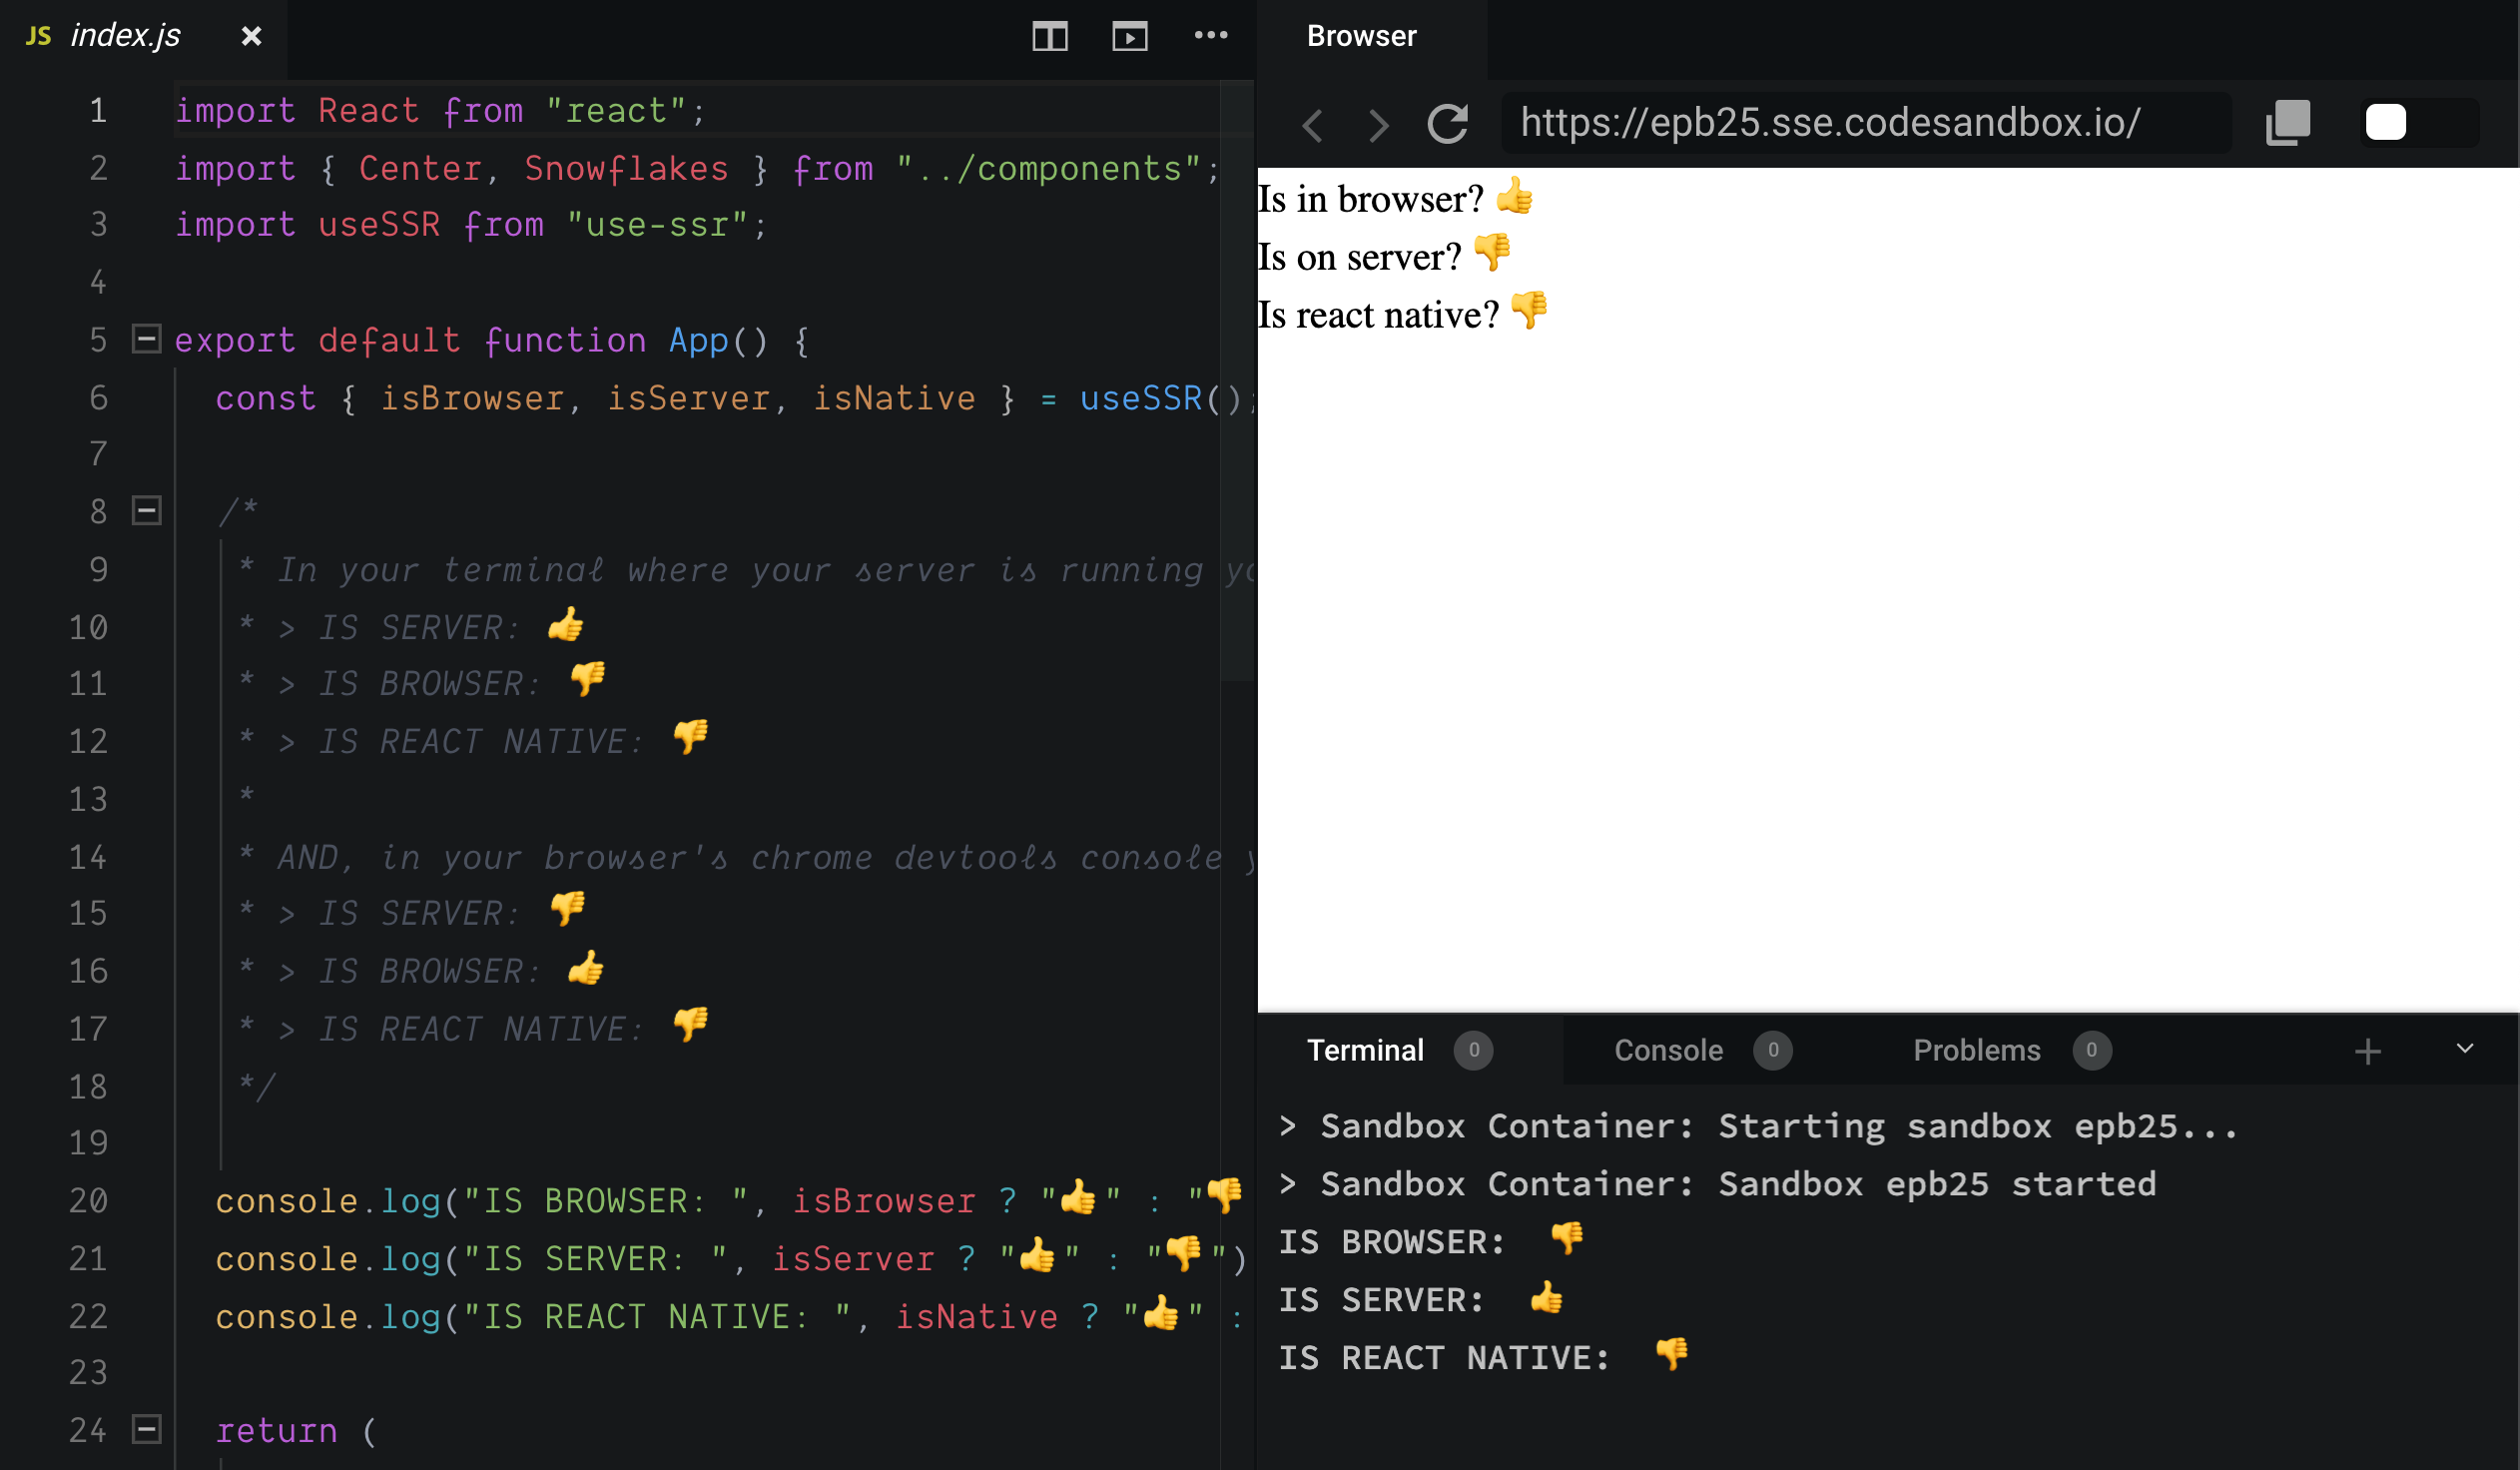 JS index.js
1 import React from "react";
2 import { Center, Snowflakes } from "../components";
3 import useSSR from "use-ssr";
4
5 export default function App() {
6 const { isBrowser, isServer, isNative } = useSSR();
7
8 /*
9 * In your terminal where your server is running
10 * > IS SERVER: 👍
11 * > IS BROWSER: 👎
12 * > IS REACT NATIVE: 👎
13 *
14 * AND, in your browser's chrome devtools console
15 * > IS SERVER: 👎
16 * > IS BROWSER: 👍
17 * > IS REACT NATIVE: 👎
18 */
19
20 console.log("IS BROWSER: ", isBrowser ? "👍" : "👎
21 console.log("IS SERVER: ", isServer ? "👍" : "👎")
22 console.log("IS REACT NATIVE: ", isNative ? "👍" :
23
24 return (
Browser
https://epb25.sse.codesandbox.io/
Is in browser? 👍
Is on server? 👎
Is react native? 👎
Terminal 0 Console 0 Problems 0
> Sandbox Container: Starting sandbox epb25...
> Sandbox Container: Sandbox epb25 started
IS BROWSER: 👎
IS SERVER: 👍
IS REACT NATIVE: 👎